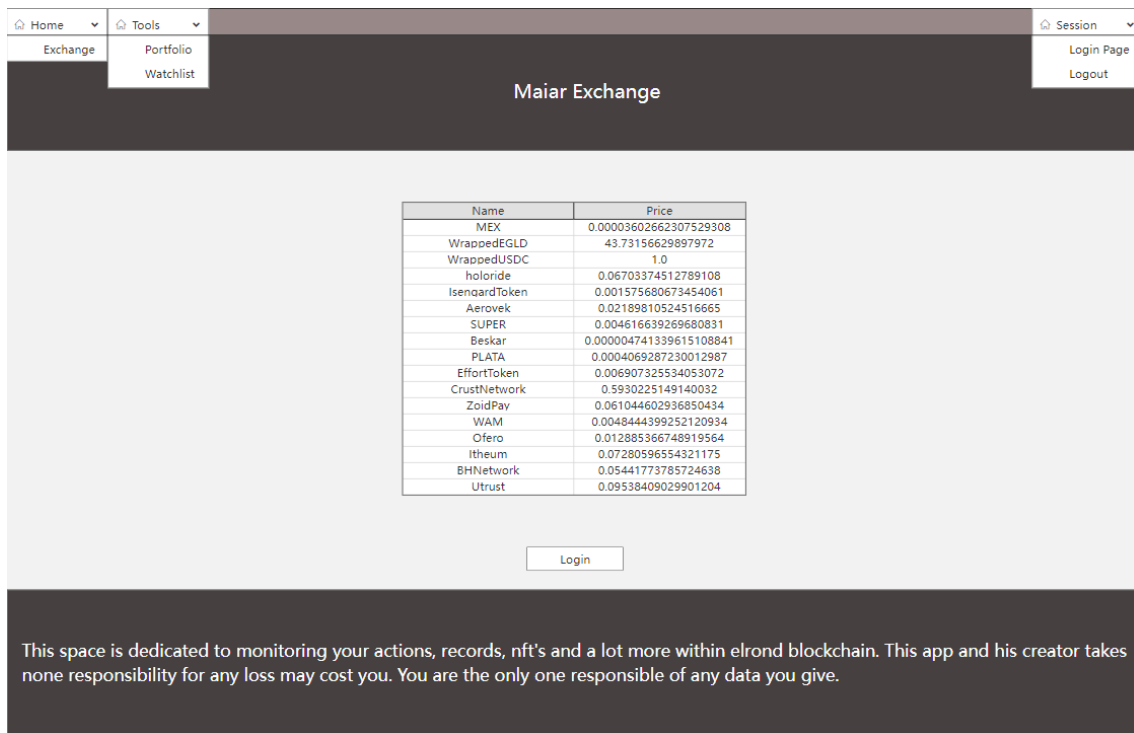 Home Tools Session
Exchange Portfolio Login Page
Watchlist Logout
Maiar Exchange
Name Price
MEX 0.00003602662307529308
WrappedEGLD 43.73156629897972
WrappedUSDC 1.0
holoride 0.06703374512789108
IsengardToken 0.001575680673454061
Aerovek 0.02189810524516665
SUPER 0.004616639269680831
Beskar 0.000004741339615108841
PLATA 0.0004069287230012987
EffortToken 0.006907325534053072
CrustNetwork 0.5930225149140032
ZoidPay 0.061044602936850434
WAM 0.0048444399252120934
Ofero 0.012885366748919564
Itheum 0.07280596554321175
BHNetwork 0.05441773785724638
Utrust 0.09538409029901204
Login
This space is dedicated to monitoring your actions, records, nft's and a lot more within elrond blockchain. This app and his creator takes
none responsibility for any loss may cost you. You are the only one responsible of any data you give.